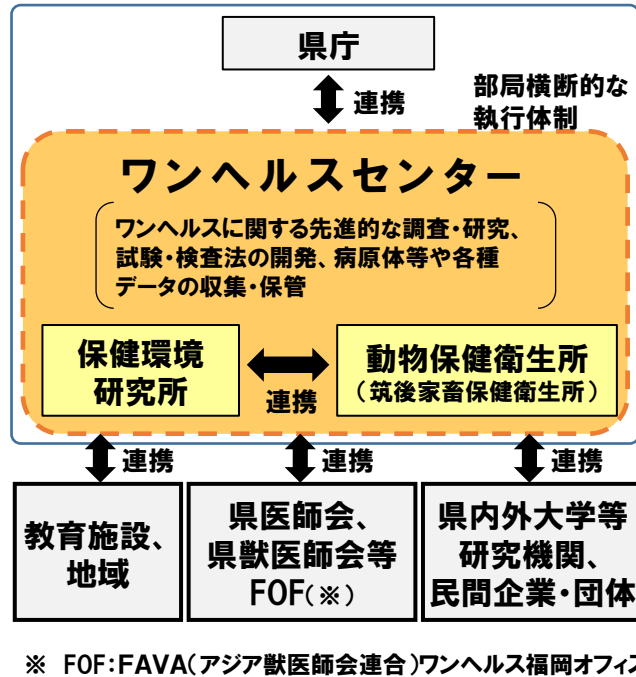 県庁
連携
部局横断的な
執行体制
ワンヘルスセンター
ワンヘルスに関する先進的な調査・研究、
試験・検査法の開発、病原体等や各種
データの収集・保管
保健環境
研究所
連携
動物保健衛生所
（筑後家畜保健衛生所）
連携
連携
連携
教育施設、
地域
県医師会、
県獣医師会等
FOF（※）
県内外大学等
研究機関、
民間企業・団体
※ FOF：FAVA（アジア獣医師会連合）ワンヘルス福岡オフィス